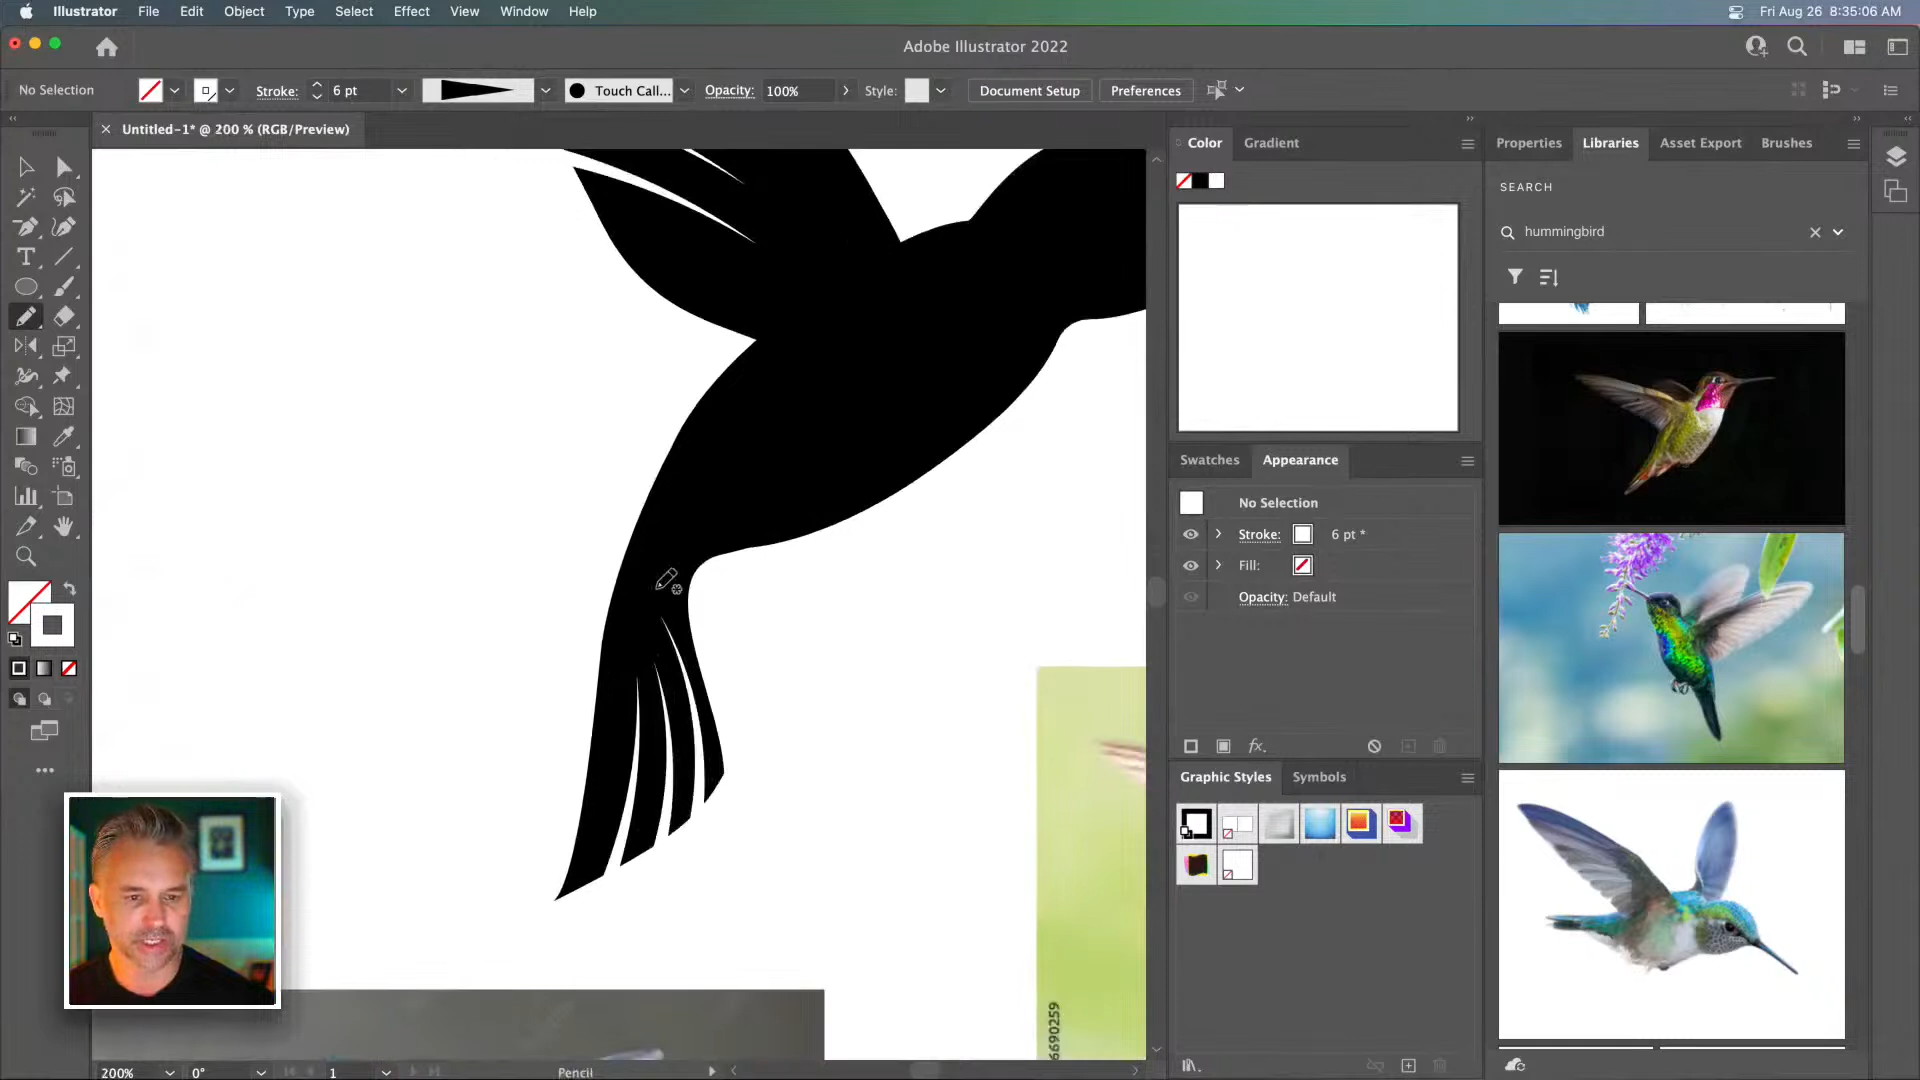 Illustrator File Edit Object Type Select Effect View Window Help
Fri Aug 26 8:35:06 AM
Adobe Illustrator 2022
No Selection
Stroke: 6 pt
Touch Call...
Opacity: 100%
Style:
Document Setup
Preferences
Untitled-1* @ 200 % (RGB/Preview)
Color Gradient
Properties Libraries Asset Export Brushes
SEARCH
hummingbird
Swatches Appearance
No Selection
Stroke: 6 pt *
Fill:
Opacity: Default
fx.
Graphic Styles Symbols
6690259
200% 0° 1 Pencil